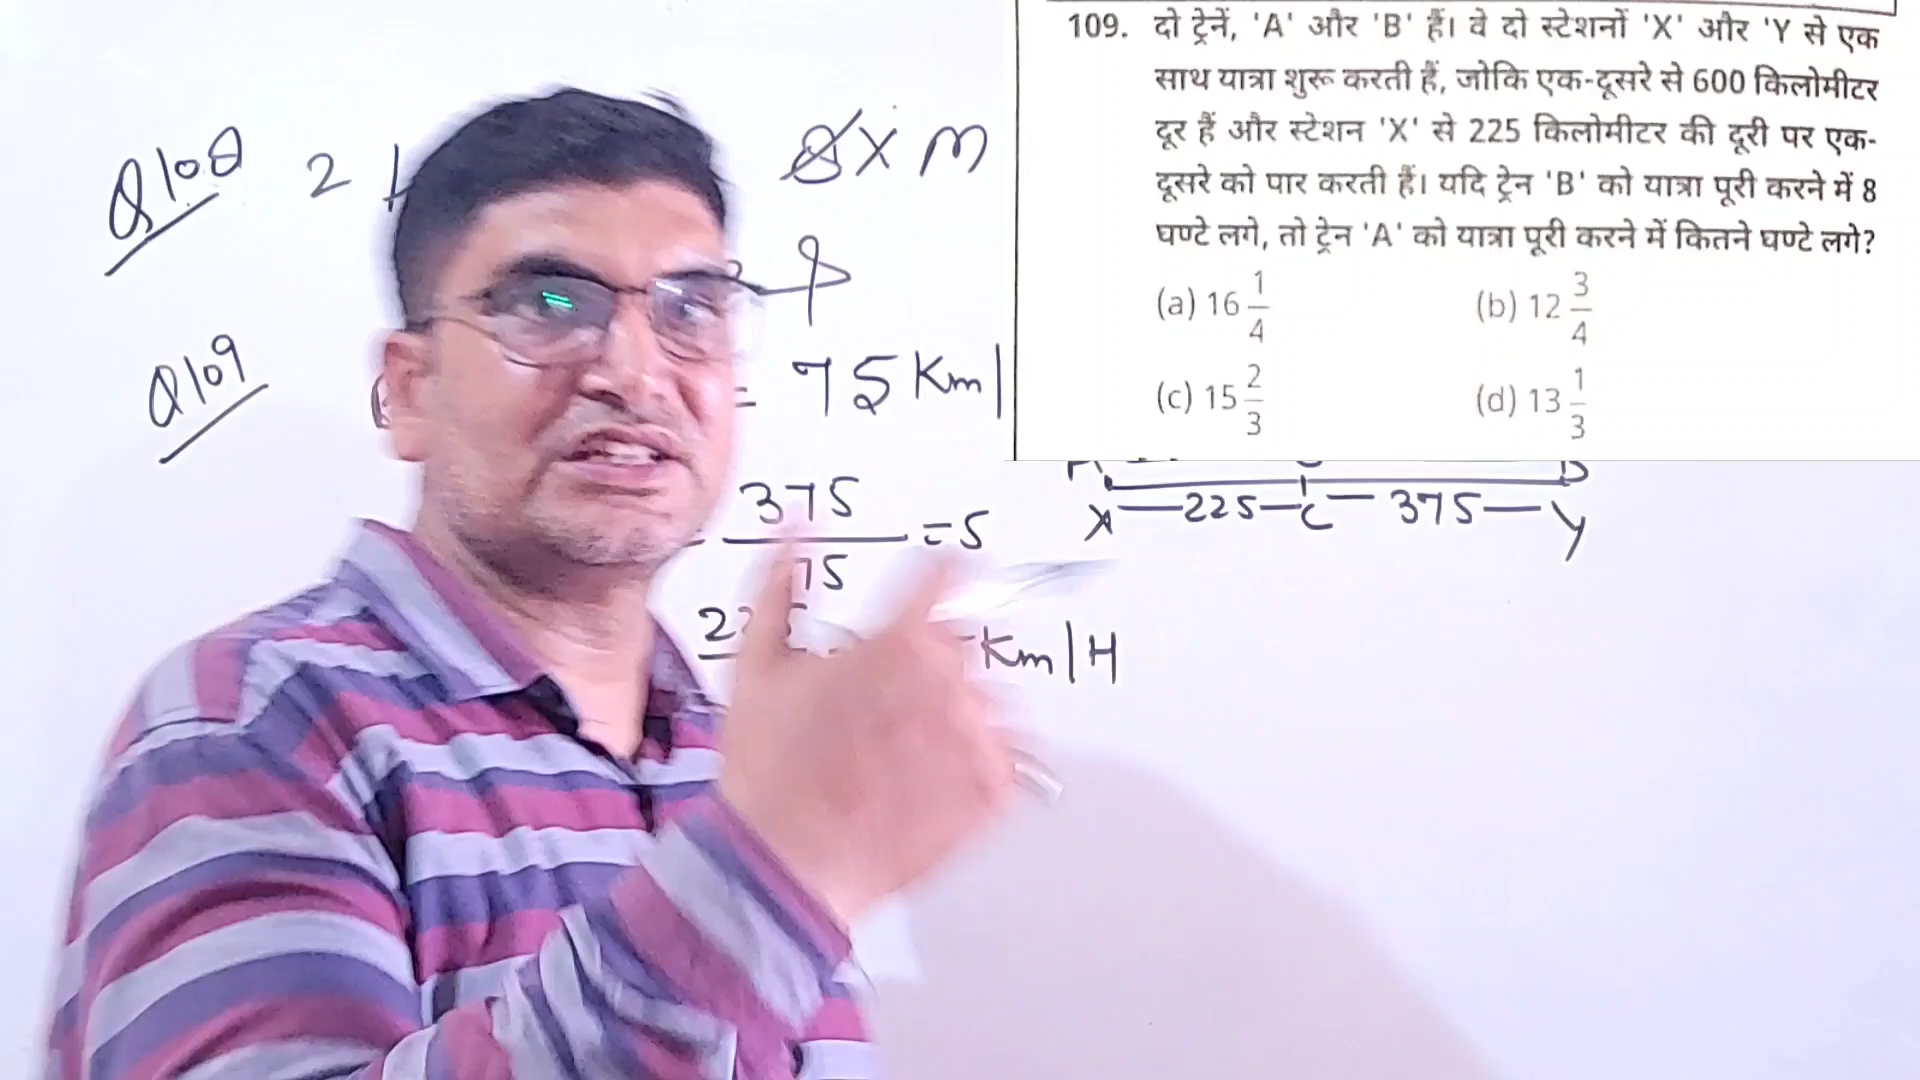 109. दो ट्रेनें, 'A' और 'B' हैं। वे दो स्टेशनों 'X' और 'Y से एक
साथ यात्रा शुरू करती हैं, जोकि एक-दूसरे से 600 किलोमीटर
दूर हैं और स्टेशन 'X' से 225 किलोमीटर की दूरी पर एक-
दूसरे को पार करती हैं। यदि ट्रेन 'B' को यात्रा पूरी करने में 8
घण्टे लगे, तो ट्रेन 'A' को यात्रा पूरी करने में कितने घण्टे लगे?
(a) 16 1/4 (b) 12 3/4
(c) 15 2/3 (d) 13 1/3
Q108 2
8 X M
Q109
= 75 Km/
375/75 = 5
Km/H
X — 225 — C — 375 — Y